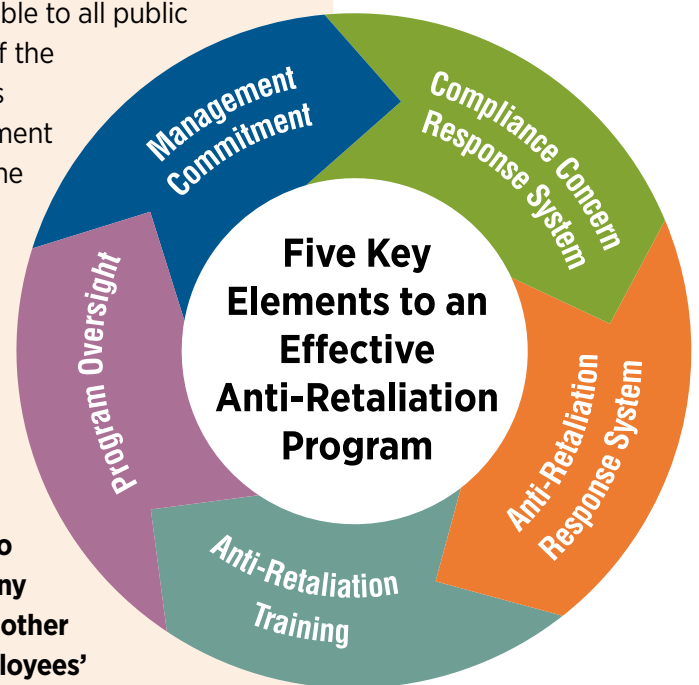 ble to all public
f the
s
ment
ne
o
ny
other
loyees'
Management
Commitment
Compliance Concern
Response System
Anti-Retaliation
Response System
Anti-Retaliation
Training
Program Oversight
Five Key
Elements to an
Effective
Anti-Retaliation
Program